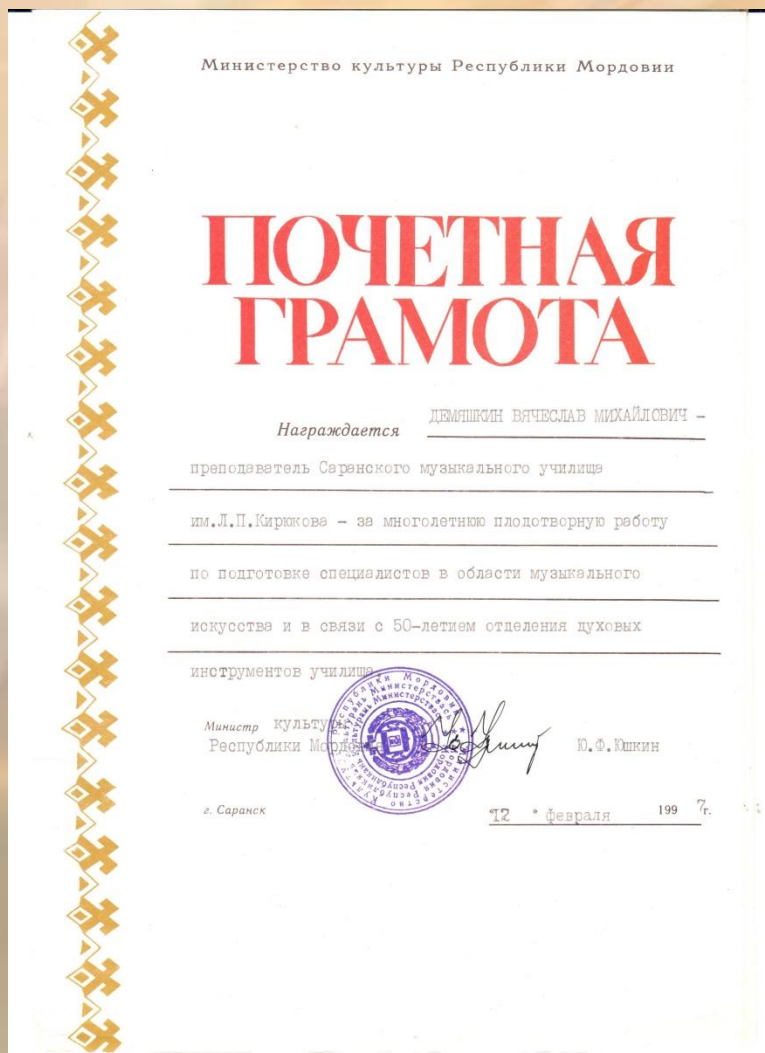 Министерство культуры Республики Мордовии
ПОЧЕТНАЯ
ГРАМОТА
Награждается ДЕМЯШКИН ВЯЧЕСЛАВ МИХАЙЛОВИЧ –
преподаватель Саранского музыкального училища
им.Л.П.Кирюкова – за многолетнюю плодотворную работу
по подготовке специалистов в области музыкального
искусства и в связи с 50-летием отделения духовых
инструментов училища.
Министр культуры
Республики Мордовия Ю.Ф.Юшкин
г. Саранск 12 " февраля 1997г.